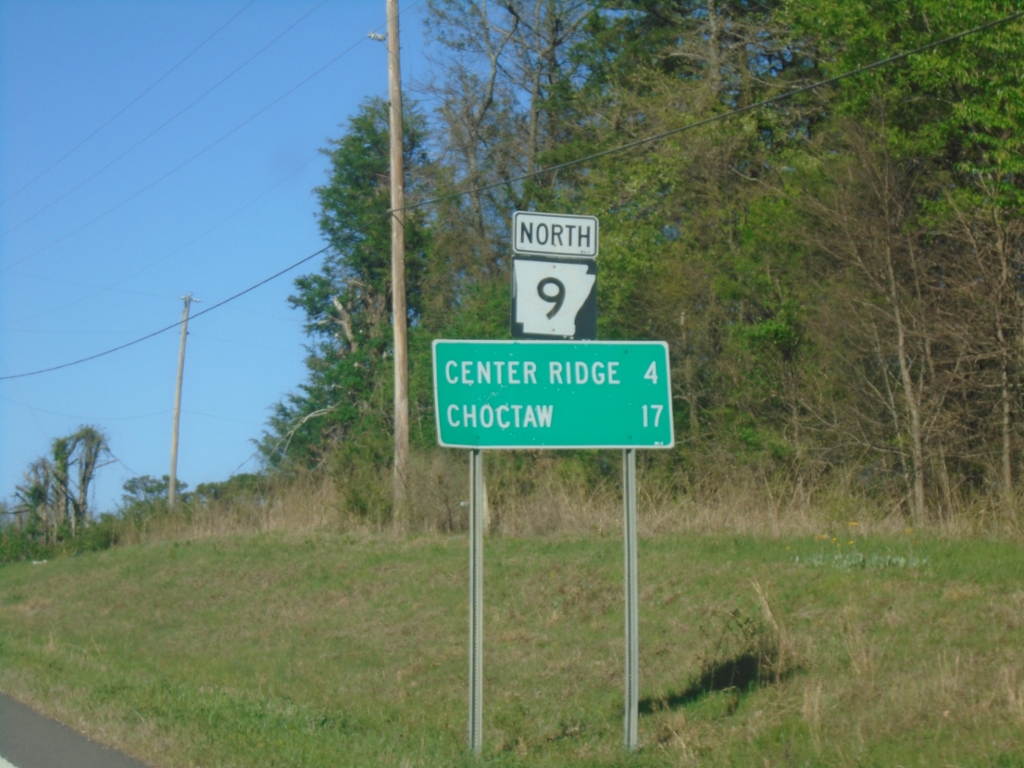 NORTH
9
CENTER RIDGE 4
CHOCTAW 17